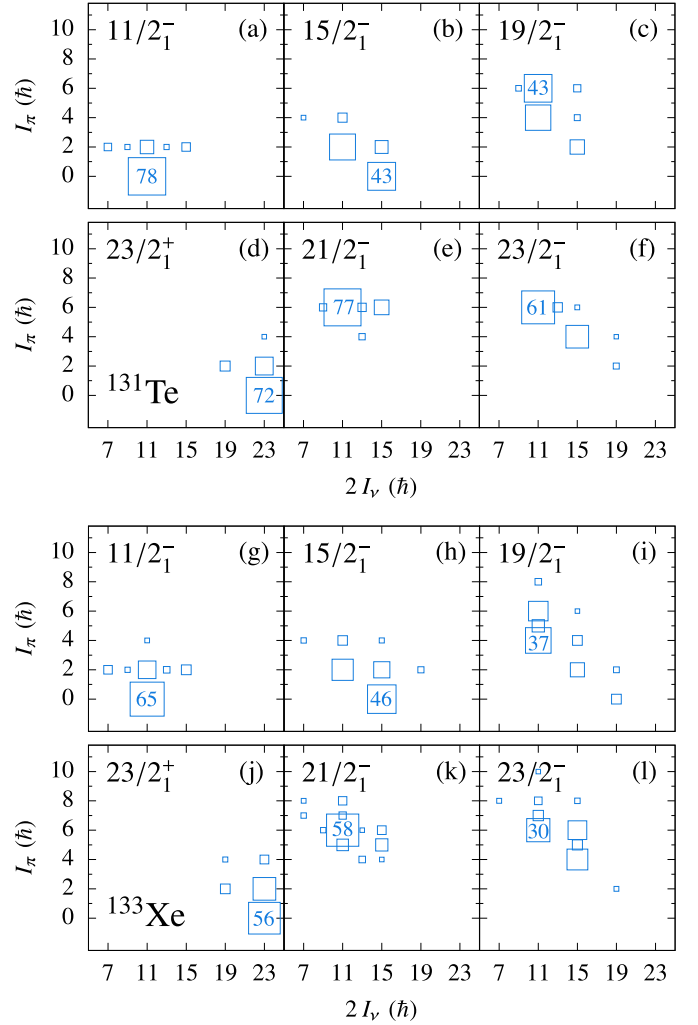 11/2₁⁻ (a) 15/2₁⁻ (b) 19/2₁⁻ (c)
10
8
6
4
2
0
I_π (ħ)
78
43
43
23/2₁⁺ (d) 21/2₁⁻ (e) 23/2₁⁻ (f)
10
8
6
4
2
0
I_π (ħ)
72
77
61
¹³¹Te
7 11 15 19 23 7 11 15 19 23 7 11 15 19 23
2 I_ν (ħ)
11/2₁⁻ (g) 15/2₁⁻ (h) 19/2₁⁻ (i)
10
8
6
4
2
0
I_π (ħ)
65
46
37
23/2₁⁺ (j) 21/2₁⁻ (k) 23/2₁⁻ (l)
10
8
6
4
2
0
I_π (ħ)
56
58
30
¹³³Xe
7 11 15 19 23 7 11 15 19 23 7 11 15 19 23
2 I_ν (ħ)